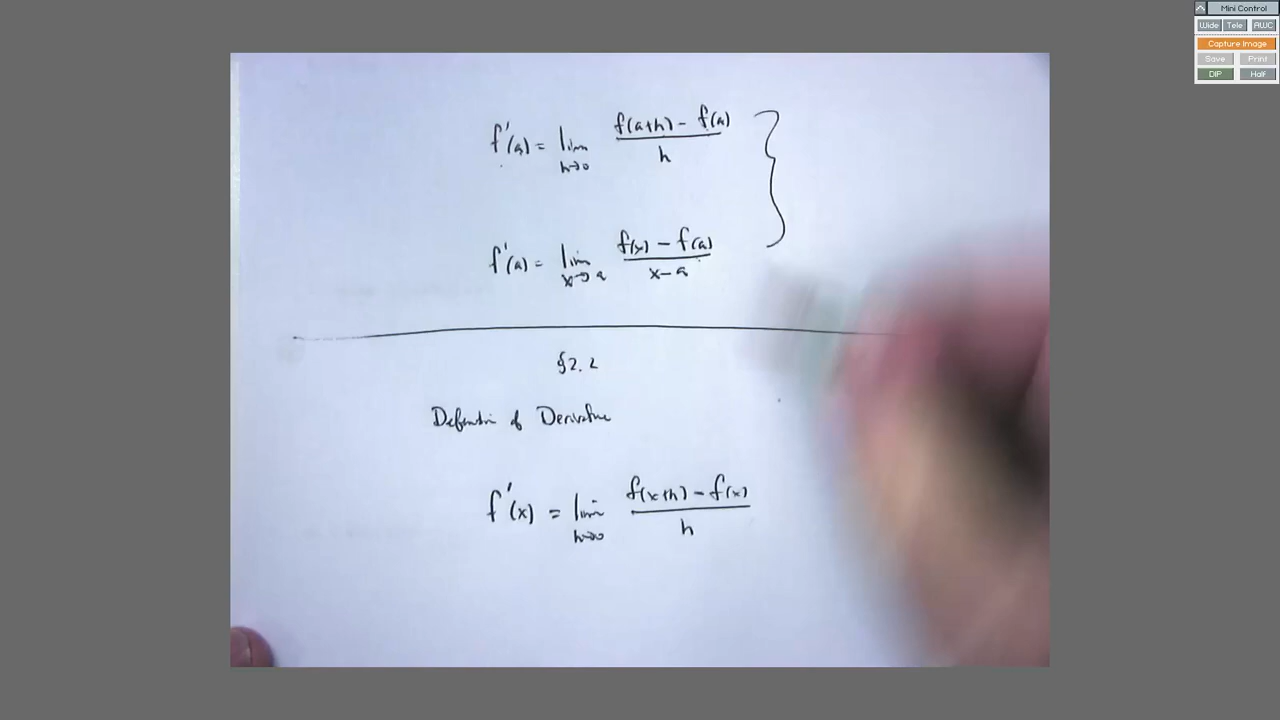 Mini Control
Wide Tele AWC
Capture Image
Save Print
DIP Half
f'(a) = lim h→0 f(a+h) - f(a) / h
f'(a) = lim x→a f(x) - f(a) / x-a
§2.2
Definition of Derivative
f'(x) = lim h→0 f(x+h) - f(x) / h